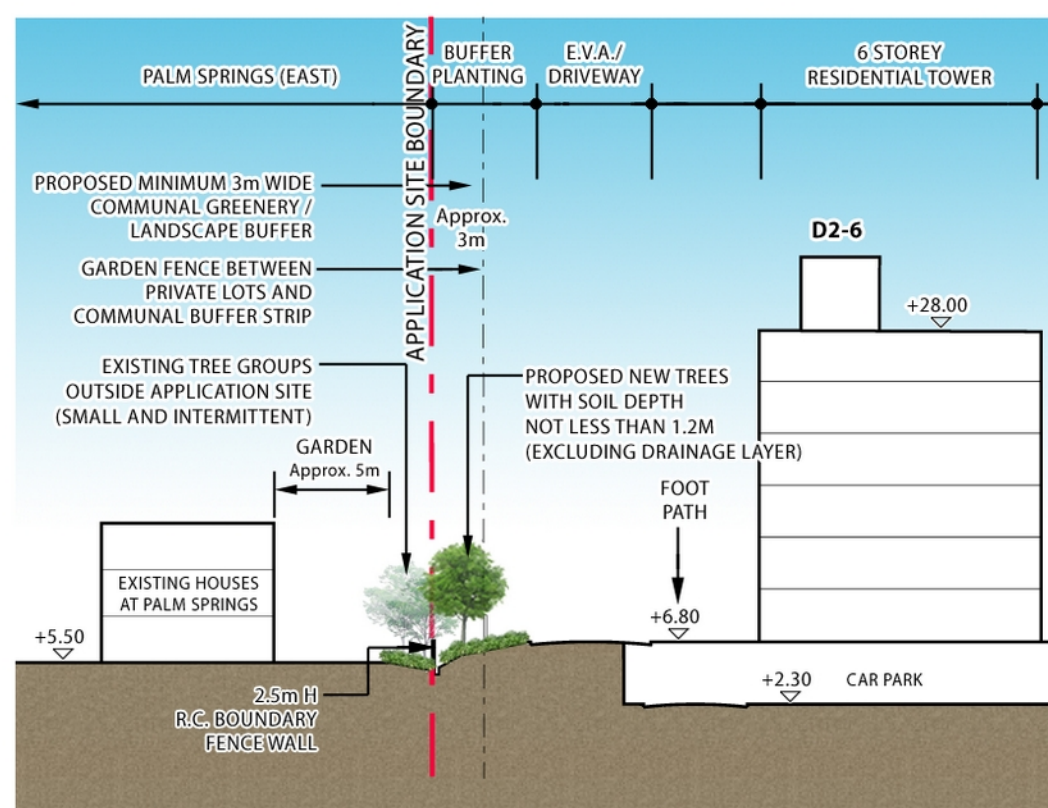 PALM SPRINGS (EAST)
APPLICATION SITE BOUNDARY
BUFFER
PLANTING
E.V.A./
DRIVEWAY
6 STOREY
RESIDENTIAL TOWER
PROPOSED MINIMUM 3m WIDE
COMMUNAL GREENERY /
LANDSCAPE BUFFER
Approx.
3m
GARDEN FENCE BETWEEN
PRIVATE LOTS AND
COMMUNAL BUFFER STRIP
D2-6
+28.00
EXISTING TREE GROUPS
OUTSIDE APPLICATION SITE
(SMALL AND INTERMITTENT)
PROPOSED NEW TREES
WITH SOIL DEPTH
NOT LESS THAN 1.2M
(EXCLUDING DRAINAGE LAYER)
GARDEN
Approx. 5m
FOOT
PATH
EXISTING HOUSES
AT PALM SPRINGS
+5.50
+6.80
+2.30
CAR PARK
2.5m H
R.C. BOUNDARY
FENCE WALL